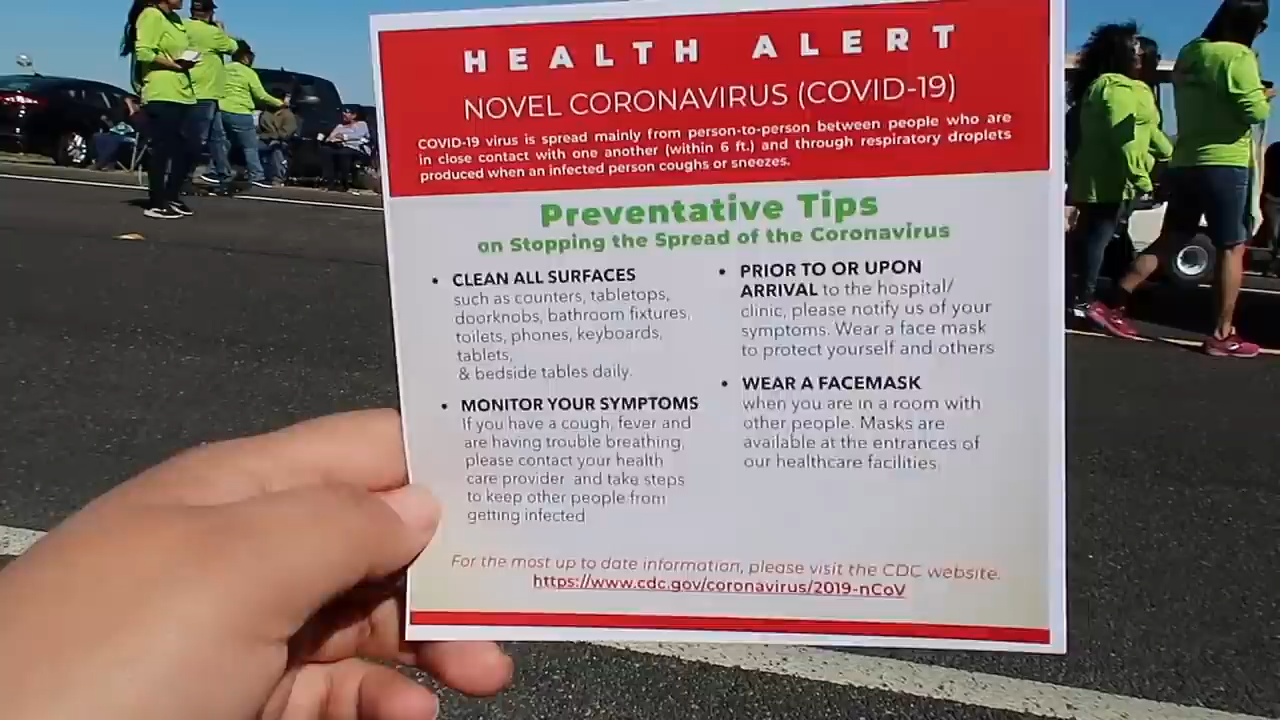 HEALTH ALERT
NOVEL CORONAVIRUS (COVID-19)
COVID-19 virus is spread mainly from person-to-person between people who are
in close contact with one another (within 6 ft.) and through respiratory droplets
produced when an infected person coughs or sneezes.
Preventative Tips
on Stopping the Spread of the Coronavirus
• CLEAN ALL SURFACES
such as counters, tabletops,
doorknobs, bathroom fixtures,
toilets, phones, keyboards,
tablets,
& bedside tables daily.
• MONITOR YOUR SYMPTOMS
If you have a cough, fever and
are having trouble breathing,
please contact your health
care provider and take steps
to keep other people from
getting infected
• PRIOR TO OR UPON
ARRIVAL to the hospital/
clinic, please notify us of your
symptoms. Wear a face mask
to protect yourself and others
• WEAR A FACEMASK
when you are in a room with
other people. Masks are
available at the entrances of
our healthcare facilities.
For the most up to date information, please visit the CDC website.
https://www.cdc.gov/coronavirus/2019-nCoV